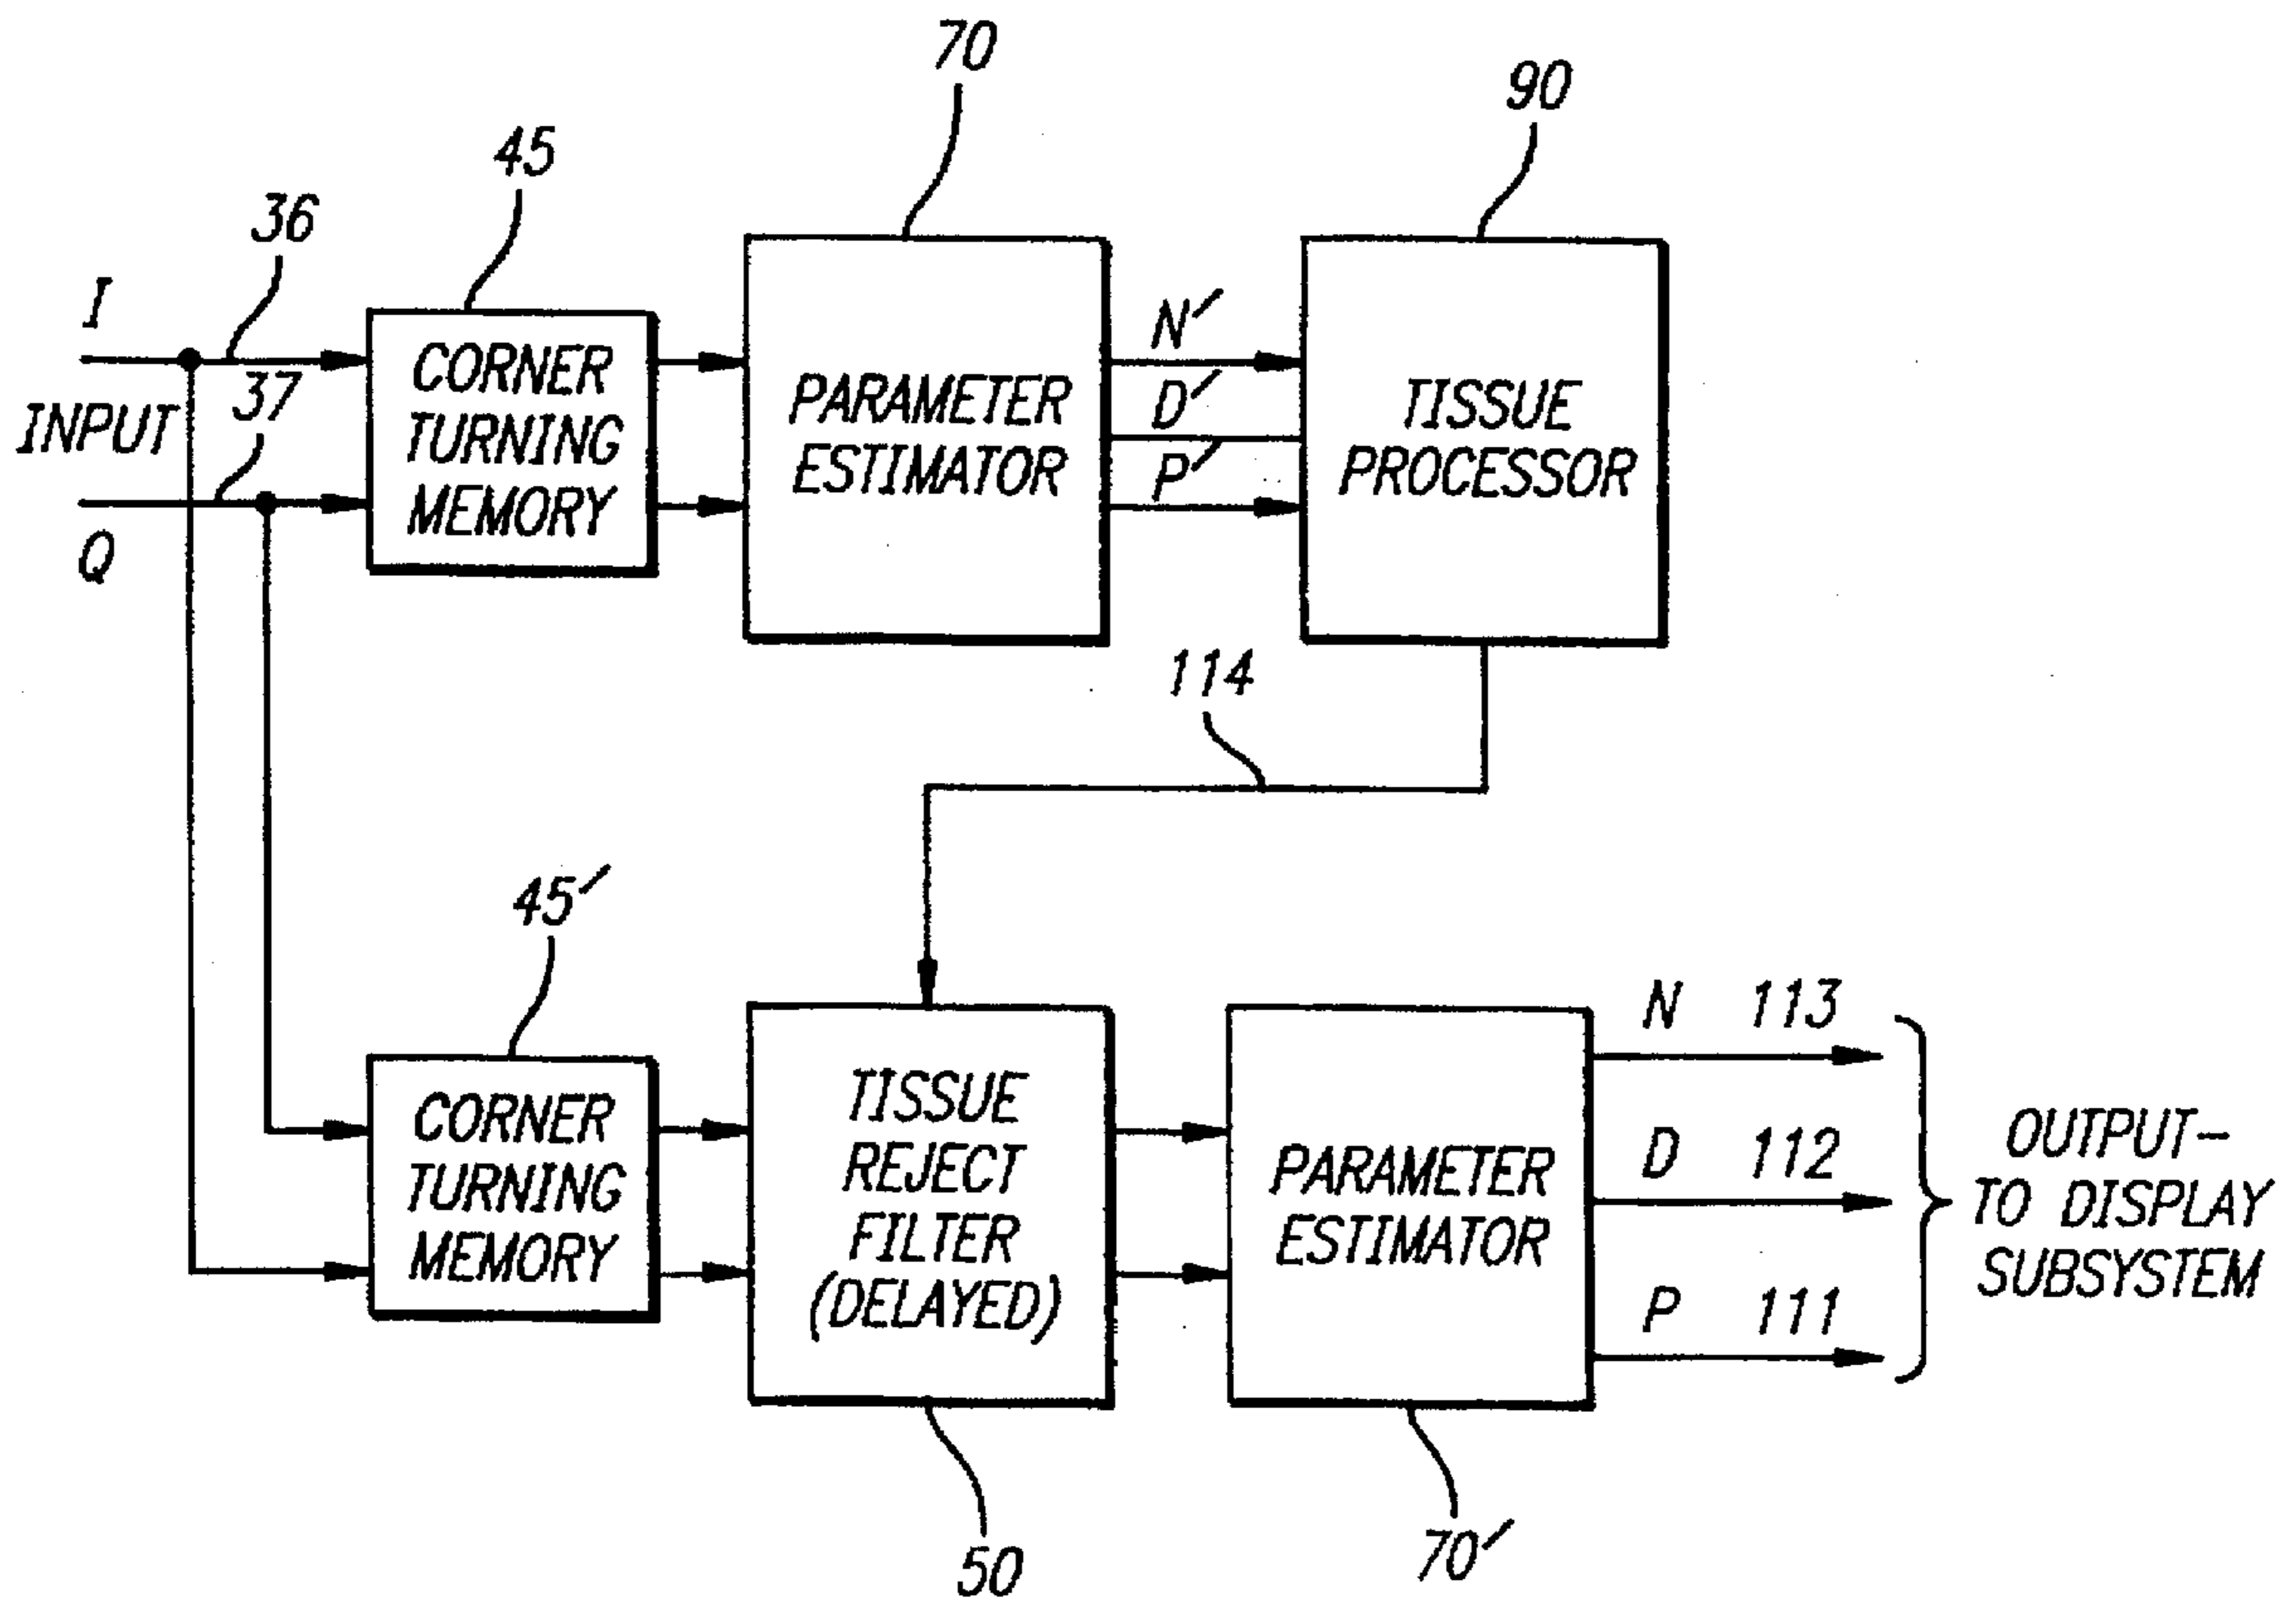 70
90
45
36
I
37
INPUT
Q
CORNER
TURNING
MEMORY
PARAMETER
ESTIMATOR
N'
D'
P'
TISSUE
PROCESSOR
114
45'
CORNER
TURNING
MEMORY
TISSUE
REJECT
FILTER
(DELAYED)
PARAMETER
ESTIMATOR
N 113
D 112
P 111
OUTPUT-
TO DISPLAY
SUBSYSTEM
50
70'